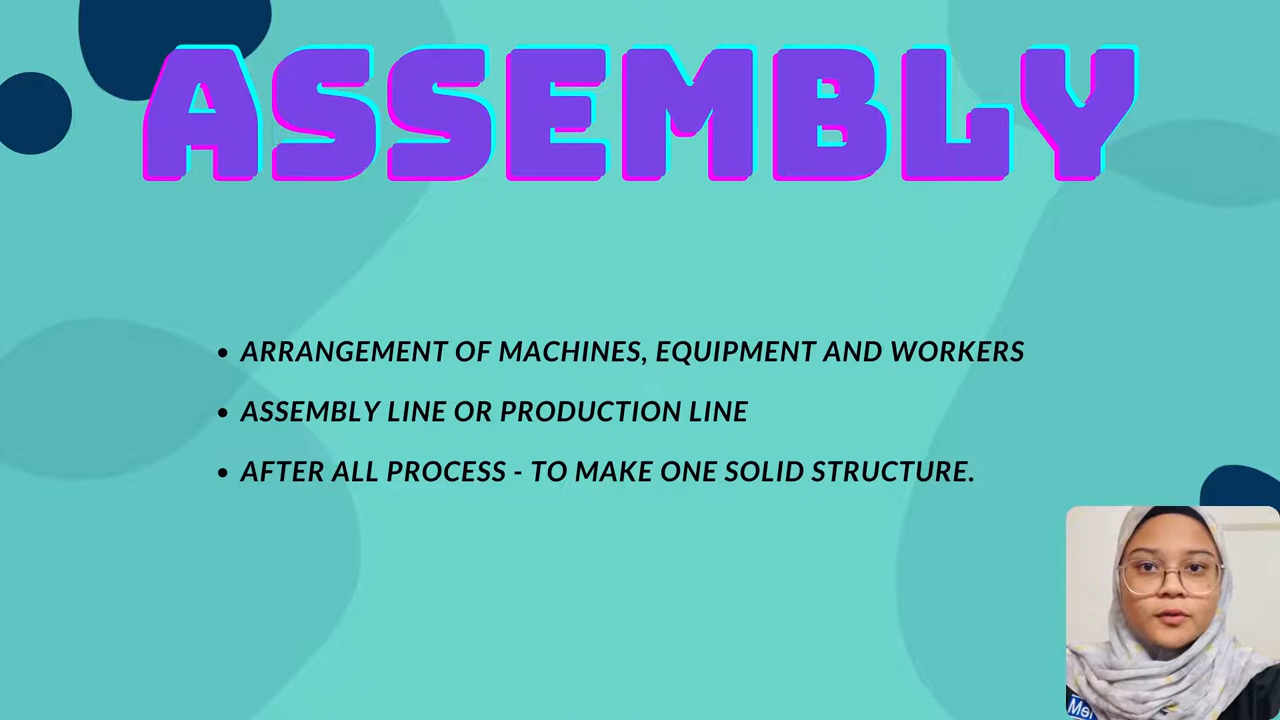 ASSEMBLY
• ARRANGEMENT OF MACHINES, EQUIPMENT AND WORKERS
• ASSEMBLY LINE OR PRODUCTION LINE
• AFTER ALL PROCESS - TO MAKE ONE SOLID STRUCTURE.